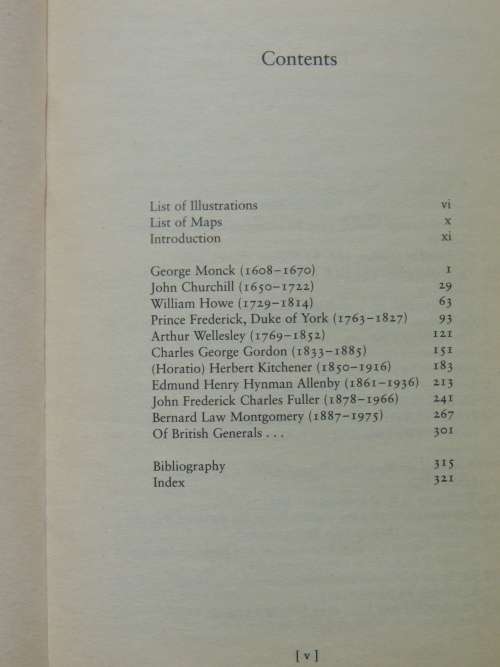 Contents
List of Illustrations vi
List of Maps x
Introduction xi
George Monck (1608–1670) 1
John Churchill (1650–1722) 29
William Howe (1729–1814) 63
Prince Frederick, Duke of York (1763–1827) 93
Arthur Wellesley (1769–1852) 121
Charles George Gordon (1833–1885) 151
(Horatio) Herbert Kitchener (1850–1916) 183
Edmund Henry Hynman Allenby (1861–1936) 213
John Frederick Charles Fuller (1878–1966) 241
Bernard Law Montgomery (1887–1975) 267
Of British Generals . . . 301
Bibliography 315
Index 321
[ v ]